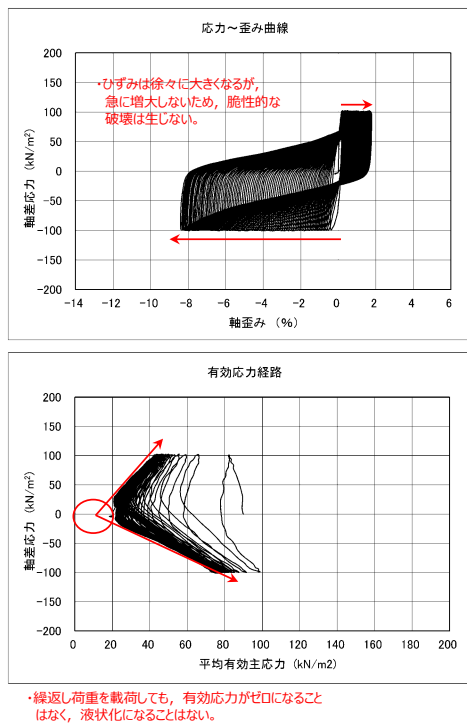 応力～歪み曲線
・ひずみは徐々に大きくなるが，
急に増大しないため，脆性的な
破壊は生じない。
軸差応力 (kN/m²)
200
150
100
50
0
-50
-100
-150
-200
-14 -12 -10 -8 -6 -4 -2 0 2 4 6
軸歪み （%）
有効応力経路
軸差応力 (kN/m²)
200
150
100
50
0
-50
-100
-150
-200
0 20 40 60 80 100 120 140 160 180 200
平均有効主応力 (kN/m2)
・繰返し荷重を載荷しても，有効応力がゼロになること
はなく，液状化になることはない。